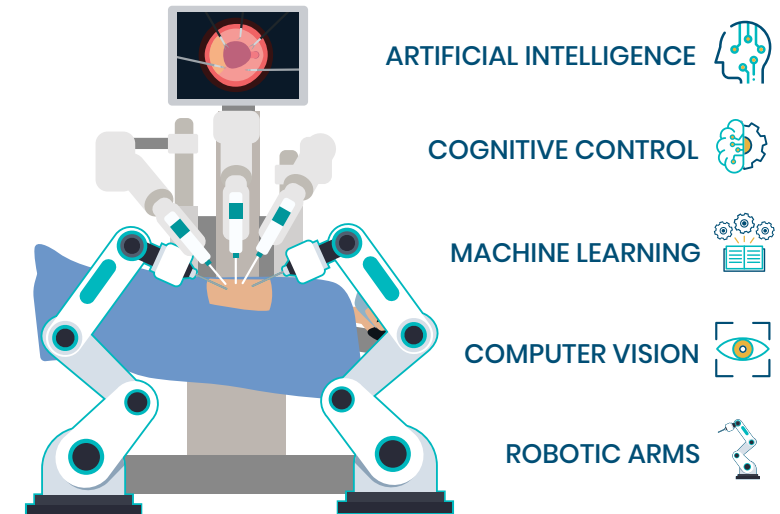 ARTIFICIAL INTELLIGENCE
COGNITIVE CONTROL
MACHINE LEARNING
COMPUTER VISION
ROBOTIC ARMS